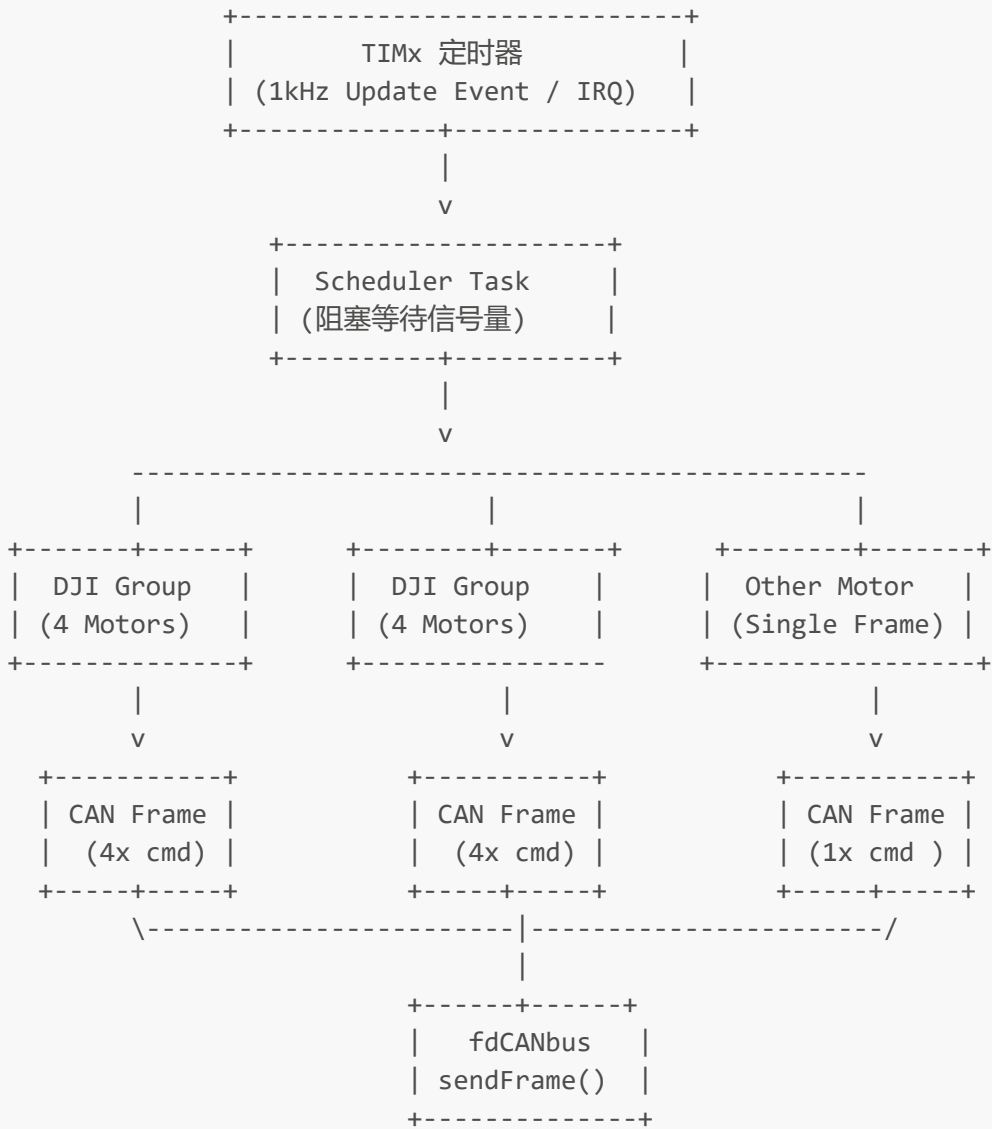 TIMx 定时器
(1kHz Update Event / IRQ)
Scheduler Task
(阻塞等待信号量)
DJI Group
(4 Motors)
DJI Group
(4 Motors)
Other Motor
(Single Frame)
CAN Frame
(4x cmd)
CAN Frame
(4x cmd)
CAN Frame
(1x cmd )
fdCANbus
sendFrame()